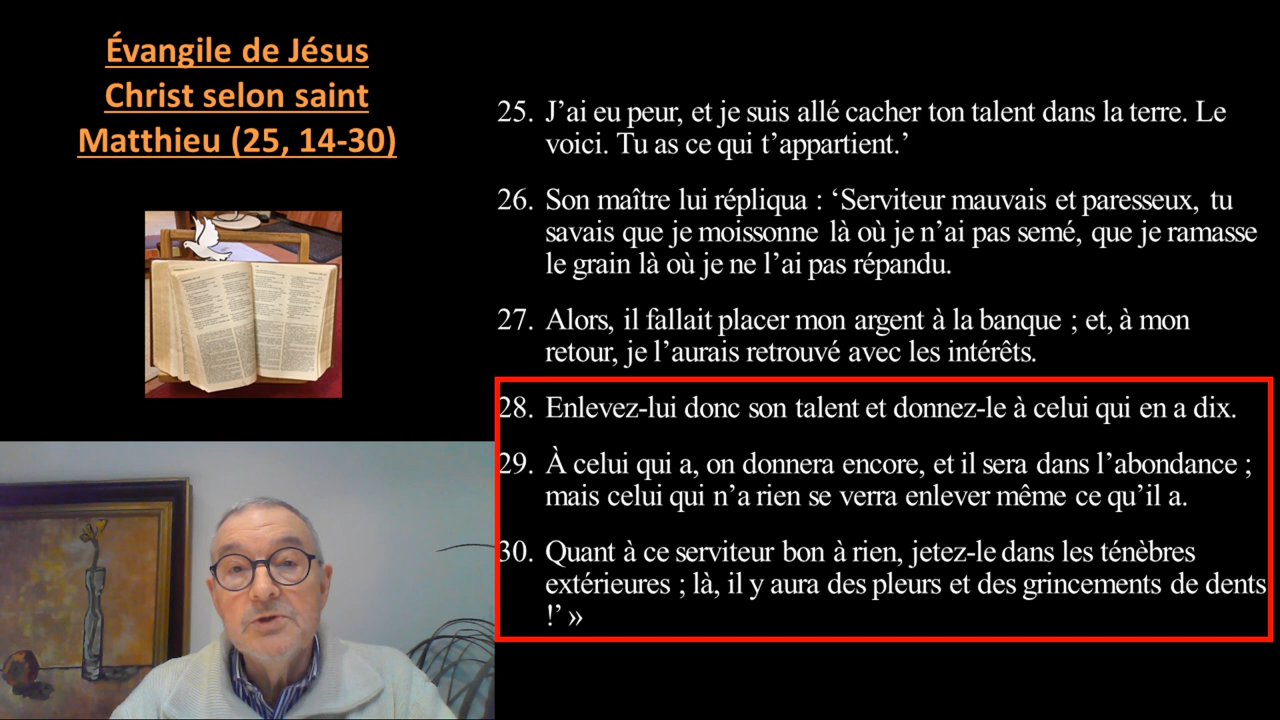 Évangile de Jésus
Christ selon saint
Matthieu (25, 14-30)
25. J’ai eu peur, et je suis allé cacher ton talent dans la terre. Le
voici. Tu as ce qui t’appartient.’
26. Son maître lui répliqua : ‘Serviteur mauvais et paresseux, tu
savais que je moissonne là où je n’ai pas semé, que je ramasse
le grain là où je ne l’ai pas répandu.
27. Alors, il fallait placer mon argent à la banque ; et, à mon
retour, je l’aurais retrouvé avec les intérêts.
28. Enlevez-lui donc son talent et donnez-le à celui qui en a dix.
29. À celui qui a, on donnera encore, et il sera dans l’abondance ;
mais celui qui n’a rien se verra enlever même ce qu’il a.
30. Quant à ce serviteur bon à rien, jetez-le dans les ténèbres
extérieures ; là, il y aura des pleurs et des grincements de dents
!’ »